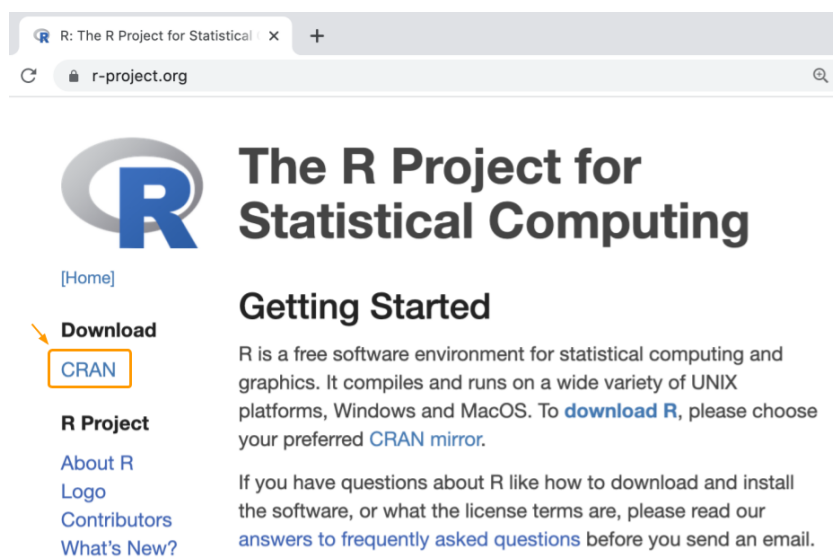 R: The R Project for Statistical
r-project.org
R
The R Project for
Statistical Computing
[Home]
Download
CRAN
R Project
About R
Logo
Contributors
What's New?
Getting Started
R is a free software environment for statistical computing and
graphics. It compiles and runs on a wide variety of UNIX
platforms, Windows and MacOS. To download R, please choose
your preferred CRAN mirror.
If you have questions about R like how to download and install
the software, or what the license terms are, please read our
answers to frequently asked questions before you send an email.